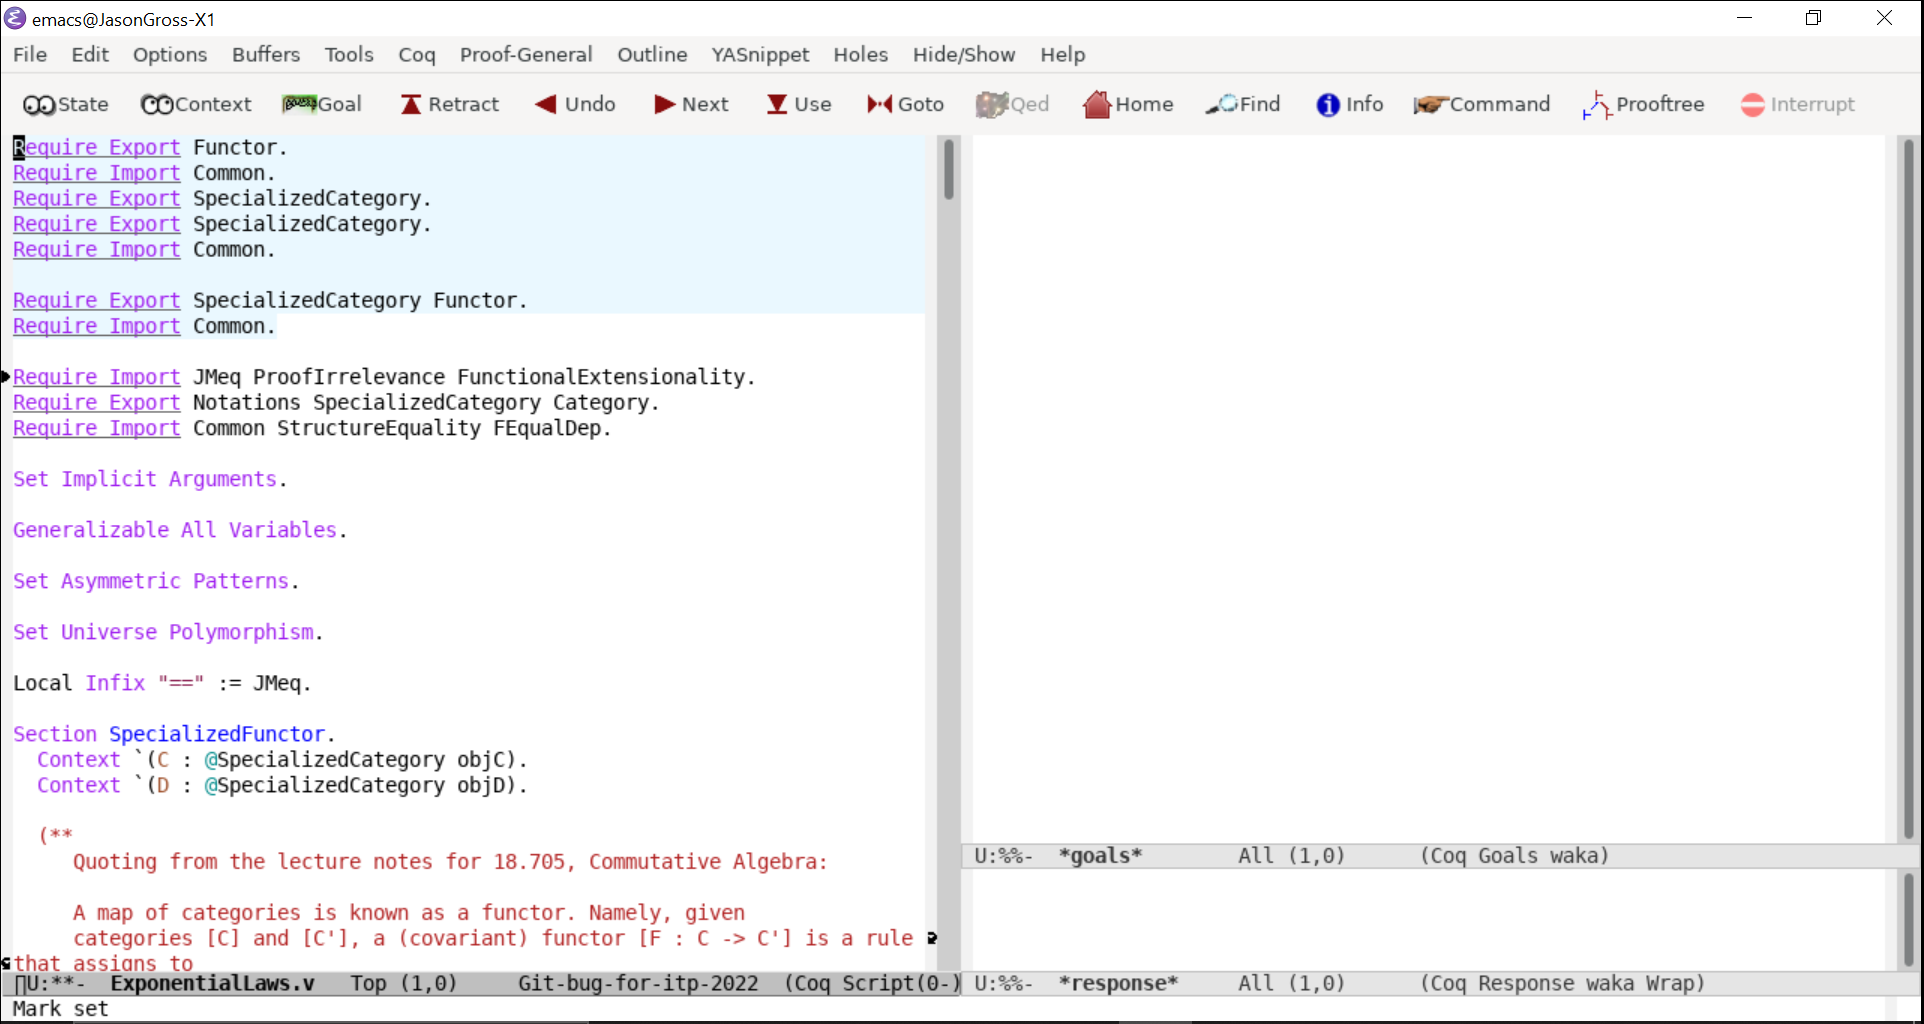 emacs@JasonGross-X1
File Edit Options Buffers Tools Coq Proof-General Outline YASnippet Holes Hide/Show Help
State Context Goal Retract Undo Next Use Goto Qed Home Find Info Command Prooftree Interrupt
Require Export Functor.
Require Import Common.
Require Export SpecializedCategory.
Require Export SpecializedCategory.
Require Import Common.
Require Export SpecializedCategory Functor.
Require Import Common.
Require Import JMeq ProofIrrelevance FunctionalExtensionality.
Require Export Notations SpecializedCategory Category.
Require Import Common StructureEquality FEqualDep.
Set Implicit Arguments.
Generalizable All Variables.
Set Asymmetric Patterns.
Set Universe Polymorphism.
Local Infix "==" := JMeq.
Section SpecializedFunctor.
Context `(C : @SpecializedCategory objC).
Context `(D : @SpecializedCategory objD).
(**
Quoting from the lecture notes for 18.705, Commutative Algebra:
A map of categories is known as a functor. Namely, given
categories [C] and [C'], a (covariant) functor [F : C -> C'] is a rule
that assigns to
U:**- ExponentialLaws.v Top (1,0) Git-bug-for-itp-2022 (Coq Script(0-)
Mark set
U:%%- *goals* All (1,0) (Coq Goals waka)
U:%%- *response* All (1,0) (Coq Response waka Wrap)